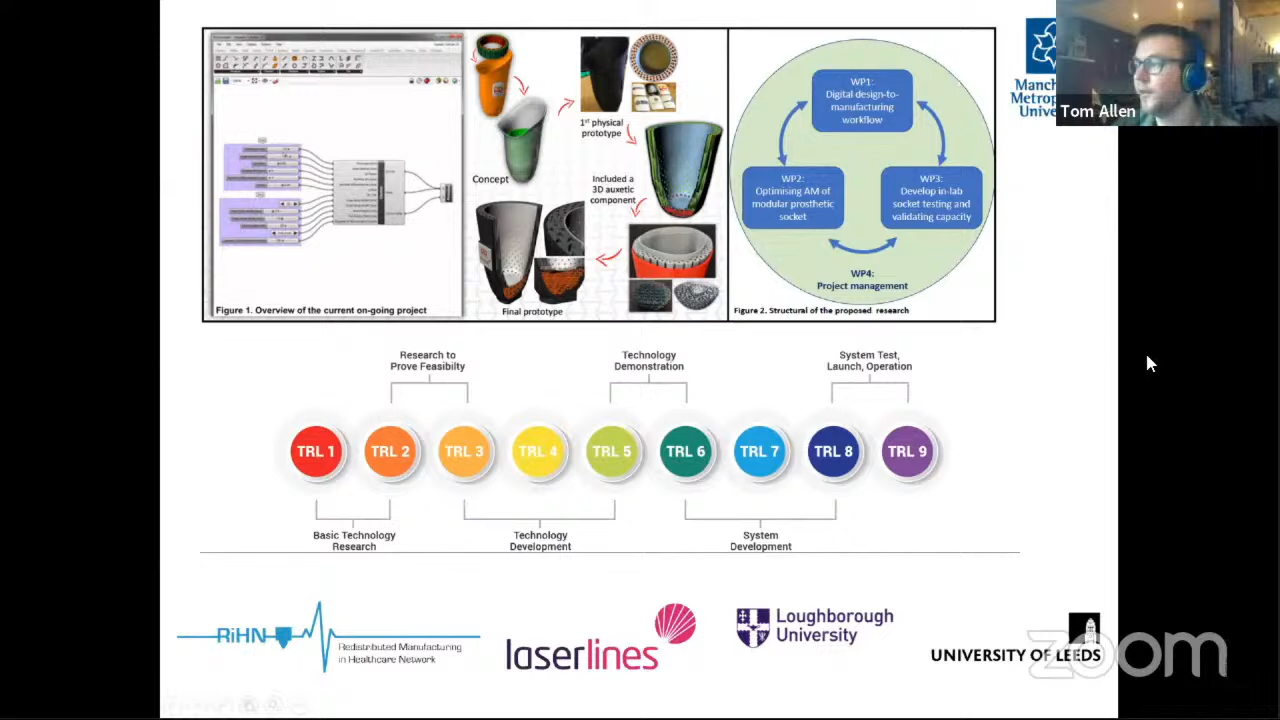 Concept
1st physical
prototype
Included a
3D auxetic
component
Final prototype
Figure 1. Overview of the current on-going project
WP1:
Digital design-to-
manufacturing
workflow
WP2:
Optimising AM of
modular prosthetic
socket
WP3:
Develop in-lab
socket testing and
validating capacity
WP4:
Project management
Figure 2. Structural of the proposed research
Manch
Metropo
Unive
Tom Allen
Research to
Prove Feasibilty
Technology
Demonstration
System Test,
Launch, Operation
TRL 1
TRL 2
TRL 3
TRL 4
TRL 5
TRL 6
TRL 7
TRL 8
TRL 9
Basic Technology
Research
Technology
Development
System
Development
RiHN
Redistributed Manufacturing
in Healthcare Network
laserlines
Loughborough
University
UNIVERSITY OF LEEDS
zoom